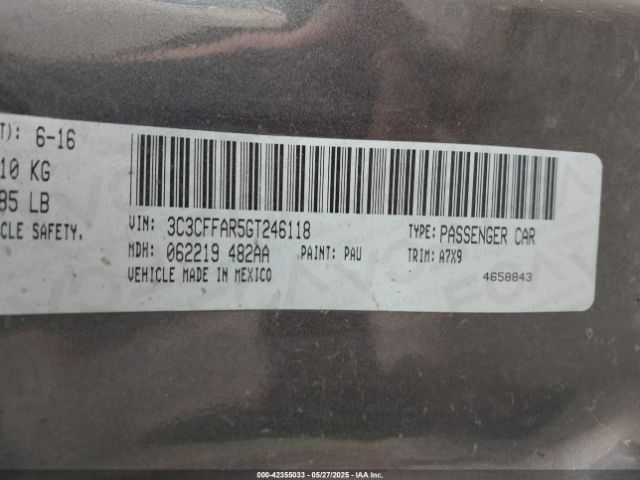 T): 6-16
10 KG
85 LB
CLE SAFETY,
VIN: 3C3CFFAR5GT246118
TYPE: PASSENGER CAR
MDH: 062219 482AA
PAINT: PAU
TRIM: A7X9
VEHICLE MADE IN MEXICO
4658843
000-42355033 - 05/27/2025 - IAA Inc.